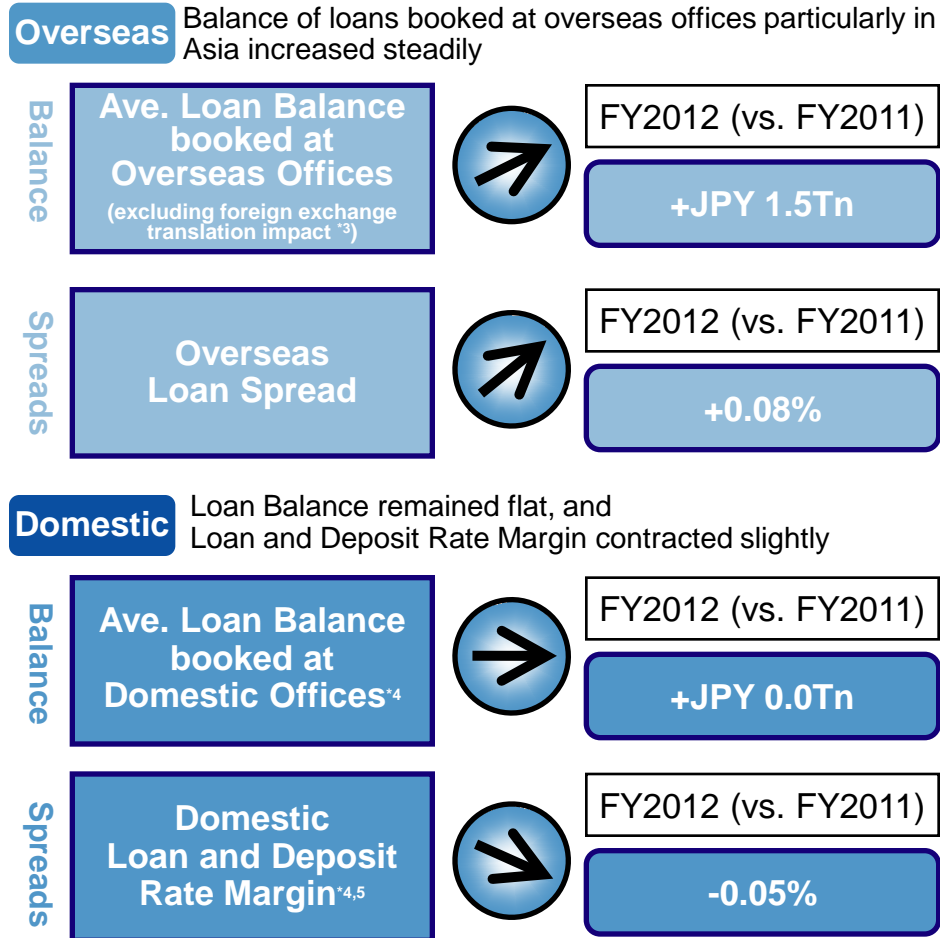 Overseas
Balance of loans booked at overseas offices particularly in
Asia increased steadily
Balance
Ave. Loan Balance
booked at
Overseas Offices
(excluding foreign exchange
translation impact *3)
FY2012 (vs. FY2011)
+JPY 1.5Tn
Spreads
Overseas
Loan Spread
FY2012 (vs. FY2011)
+0.08%
Domestic
Loan Balance remained flat, and
Loan and Deposit Rate Margin contracted slightly
Balance
Ave. Loan Balance
booked at
Domestic Offices*4
FY2012 (vs. FY2011)
+JPY 0.0Tn
Spreads
Domestic
Loan and Deposit
Rate Margin*4,5
FY2012 (vs. FY2011)
-0.05%